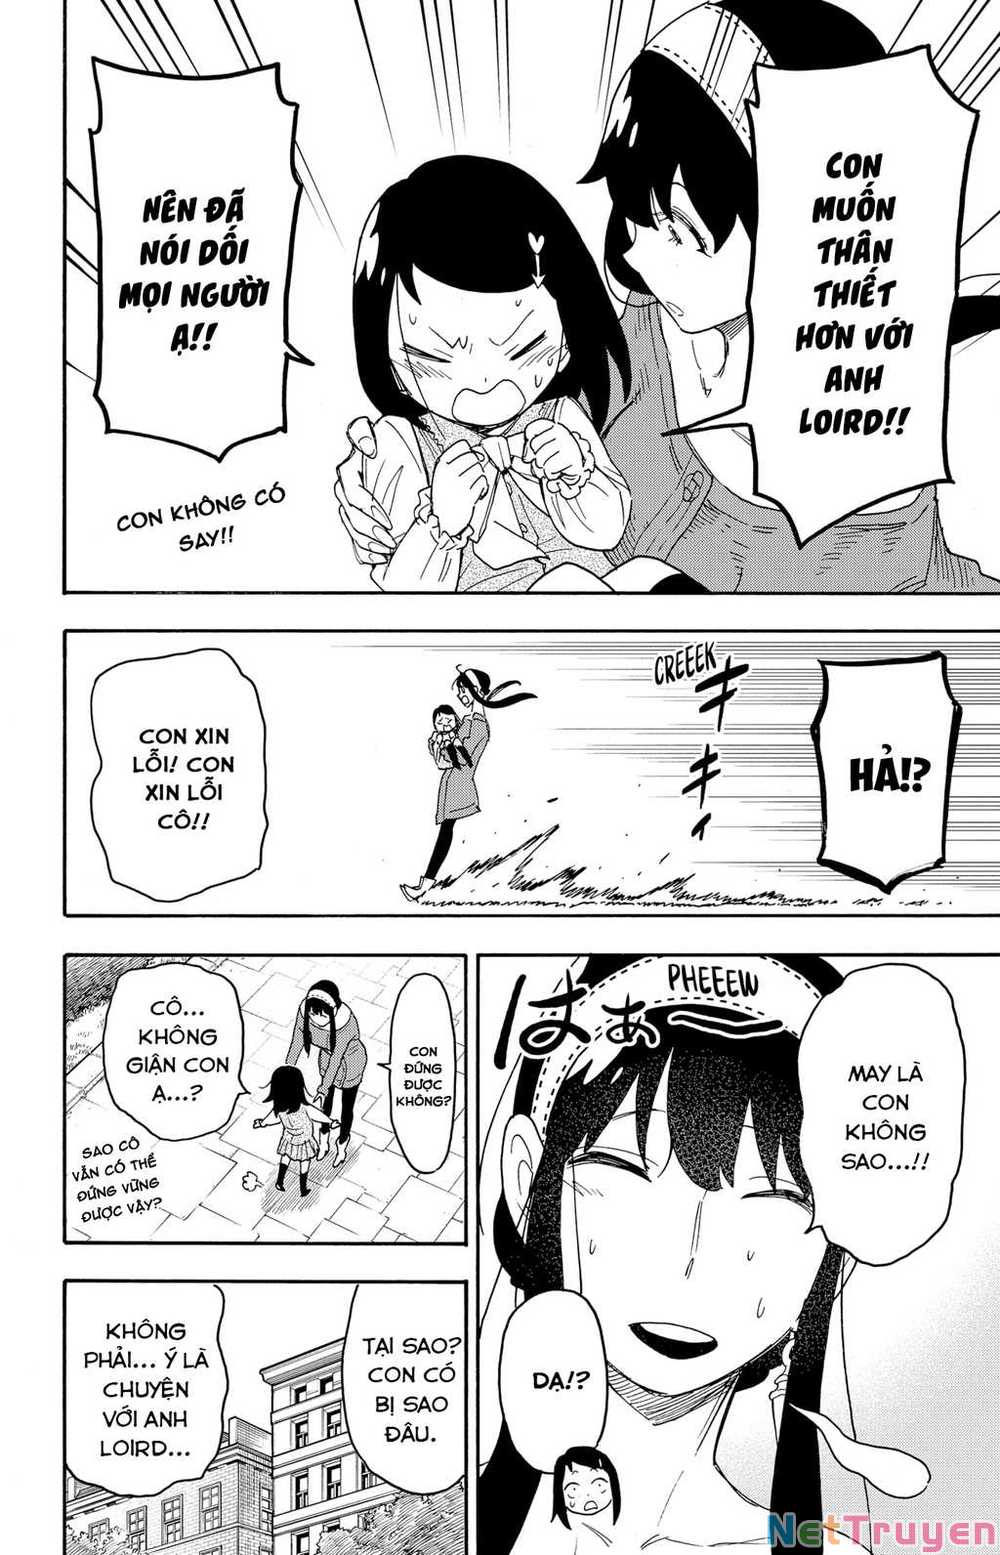 CON
MUỐN
THÂN
THIẾT
HƠN VỚI
ANH
LOIRD!!
NÊN ĐÃ
NÓI DỐI
MỌI NGƯỜI
Ạ!!
CON KHÔNG CÓ
SAY!!
HẢ!?
CREEEK
キキィ
CON XIN
LỖI! CON
XIN LỖI
CÔ!!
MAY LÀ
CON
KHÔNG
SAO...!!
PHEEEW
はぁー
DẠ!?
CON
ĐỨNG
ĐƯỢC
KHÔNG?
CÔ...
KHÔNG
GIẬN CON
Ạ...?
SAO CÔ
VẪN CÓ THỂ
ĐỨNG VỮNG
ĐƯỢC VẬY?
TẠI SAO?
CON CÓ
BỊ SAO
ĐÂU.
KHÔNG
PHẢI... Ý LÀ
CHUYỆN
VỚI ANH
LOIRD...
NetTruyen